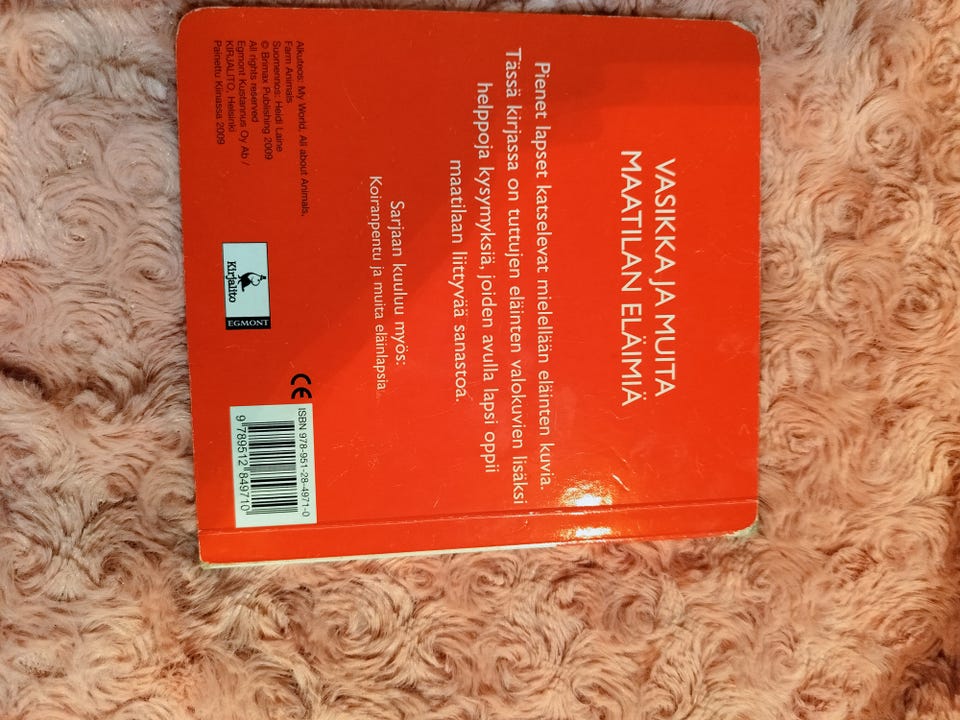 VASIKKA JA MUITA
MAATILAN ELÄIMIÄ
Pienet lapset katselevat mielellään eläinten kuvia.
Tässä kirjassa on tuttujen eläinten valokuvien lisäksi
helppoja kysymyksiä, joiden avulla lapsi oppii
maatilaan liittyvää sanastoa.
Sarjaan kuuluu myös:
Koiranpentu ja muita eläinlapsia.
Alkuteos: My World, All about Animals,
Farm Animals
Suomennos: Heidi Laine
© Brimax Publishing 2009
All rights reserved
Egmont Kustannus Oy Ab /
KIRJALITO, Helsinki
Painettu Kiinassa 2009
Kirjalito
EGMONT
CE
ISBN 978-951-28-4971-0
9 789512 849710